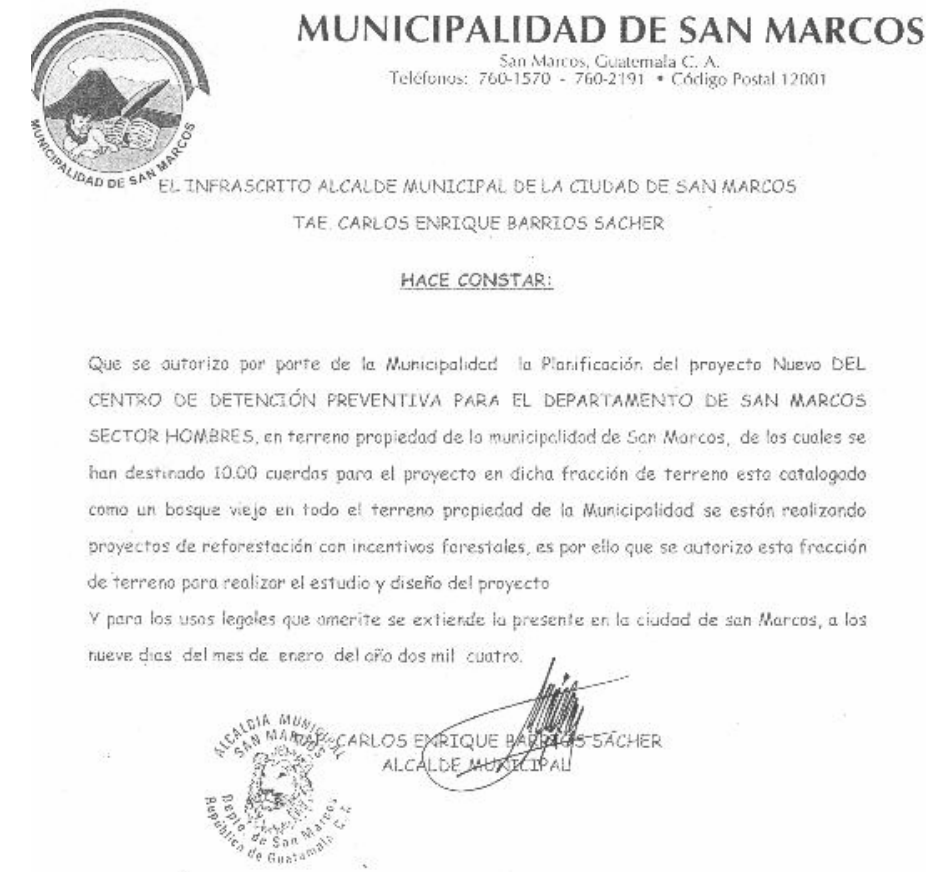 MUNICIPALIDAD DE SAN MARCOS
San Marcos, Guatemala C. A.
Teléfonos: 760-1570 - 760-2191 • Código Postal 12001
MUNICIPALIDAD DE SAN MARCOS
EL INFRASCRITO ALCALDE MUNICIPAL DE LA CIUDAD DE SAN MARCOS
TAE. CARLOS ENRIQUE BARRIOS SACHER
HACE CONSTAR:
Que se autorizo por parte de la Municipalidad la Planificación del proyecto Nuevo DEL
CENTRO DE DETENCIÓN PREVENTIVA PARA EL DEPARTAMENTO DE SAN MARCOS
SECTOR HOMBRES, en terreno propiedad de la municipalidad de San Marcos, de los cuales se
han destinado 10.00 cuerdas para el proyecto en dicha fracción de terreno esta catalogado
como un bosque viejo en todo el terreno propiedad de la Municipalidad se están realizando
proyectos de reforestación con incentivos forestales, es por ello que se autorizo esta fracción
de terreno para realizar el estudio y diseño del proyecto
Y para los usos legales que amerite se extiende la presente en la ciudad de san Marcos, a los
nueve dias del mes de enero del año dos mil cuatro.
CARLOS ENRIQUE BARRIOS SACHER
ALCALDE MUNICIPAL
ALCALDIA MUNICIPAL
SAN MARCOS
Depto. de San Marcos
República de Guatemala, C. A.